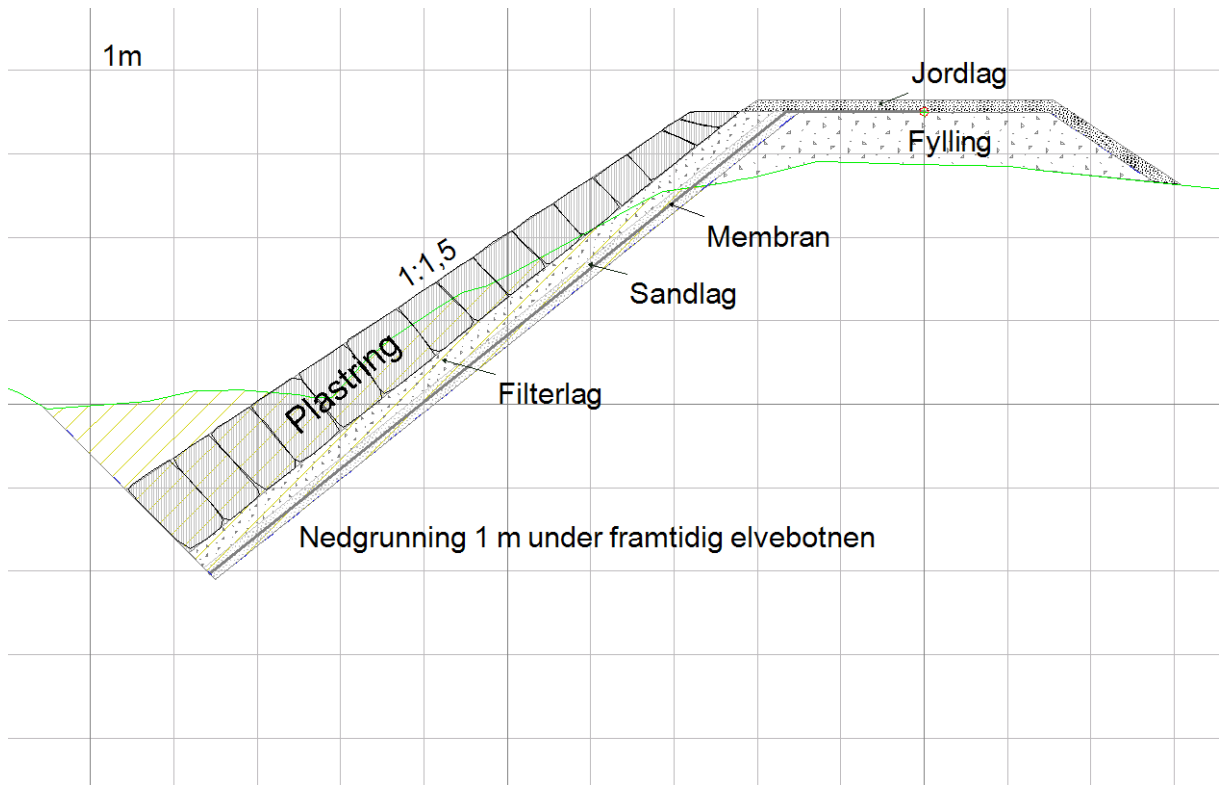 1m
Jordlag
Fylling
Membran
1:1,5
Sandlag
Plastring
Filterlag
Nedgrunning 1 m under framtidig elvebotnen